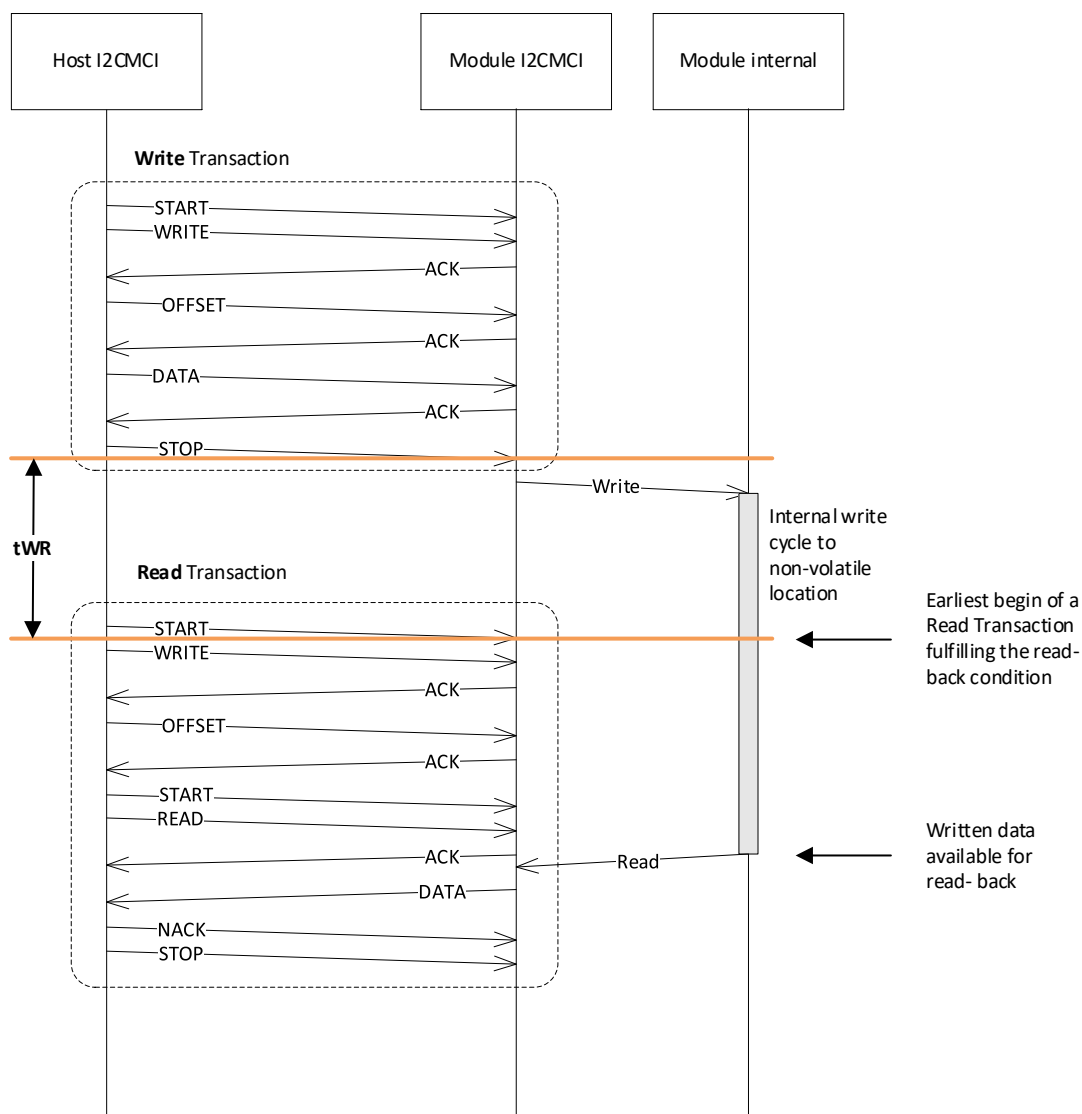 Host I2CMCI
Module I2CMCI
Module internal
Write Transaction
START
WRITE
ACK
OFFSET
ACK
DATA
ACK
STOP
Write
tWR
Internal write
cycle to
non-volatile
location
Read Transaction
Earliest begin of a
Read Transaction
fulfilling the read-
back condition
START
WRITE
ACK
OFFSET
ACK
START
READ
ACK
Read
Written data
available for
read- back
DATA
NACK
STOP